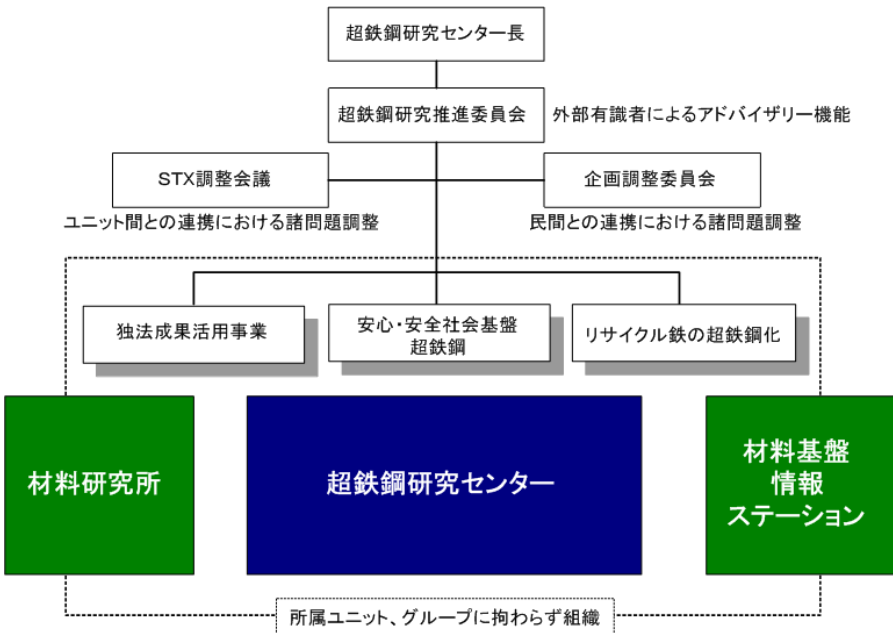 超鉄鋼研究センター長
超鉄鋼研究推進委員会
外部有識者によるアドバイザリー機能
STX調整会議
企画調整委員会
ユニット間との連携における諸問題調整
民間との連携における諸問題調整
独法成果活用事業
安心・安全社会基盤
超鉄鋼
リサイクル鉄の超鉄鋼化
材料研究所
超鉄鋼研究センター
材料基盤
情報
ステーション
所属ユニット、グループに拘わらず組織